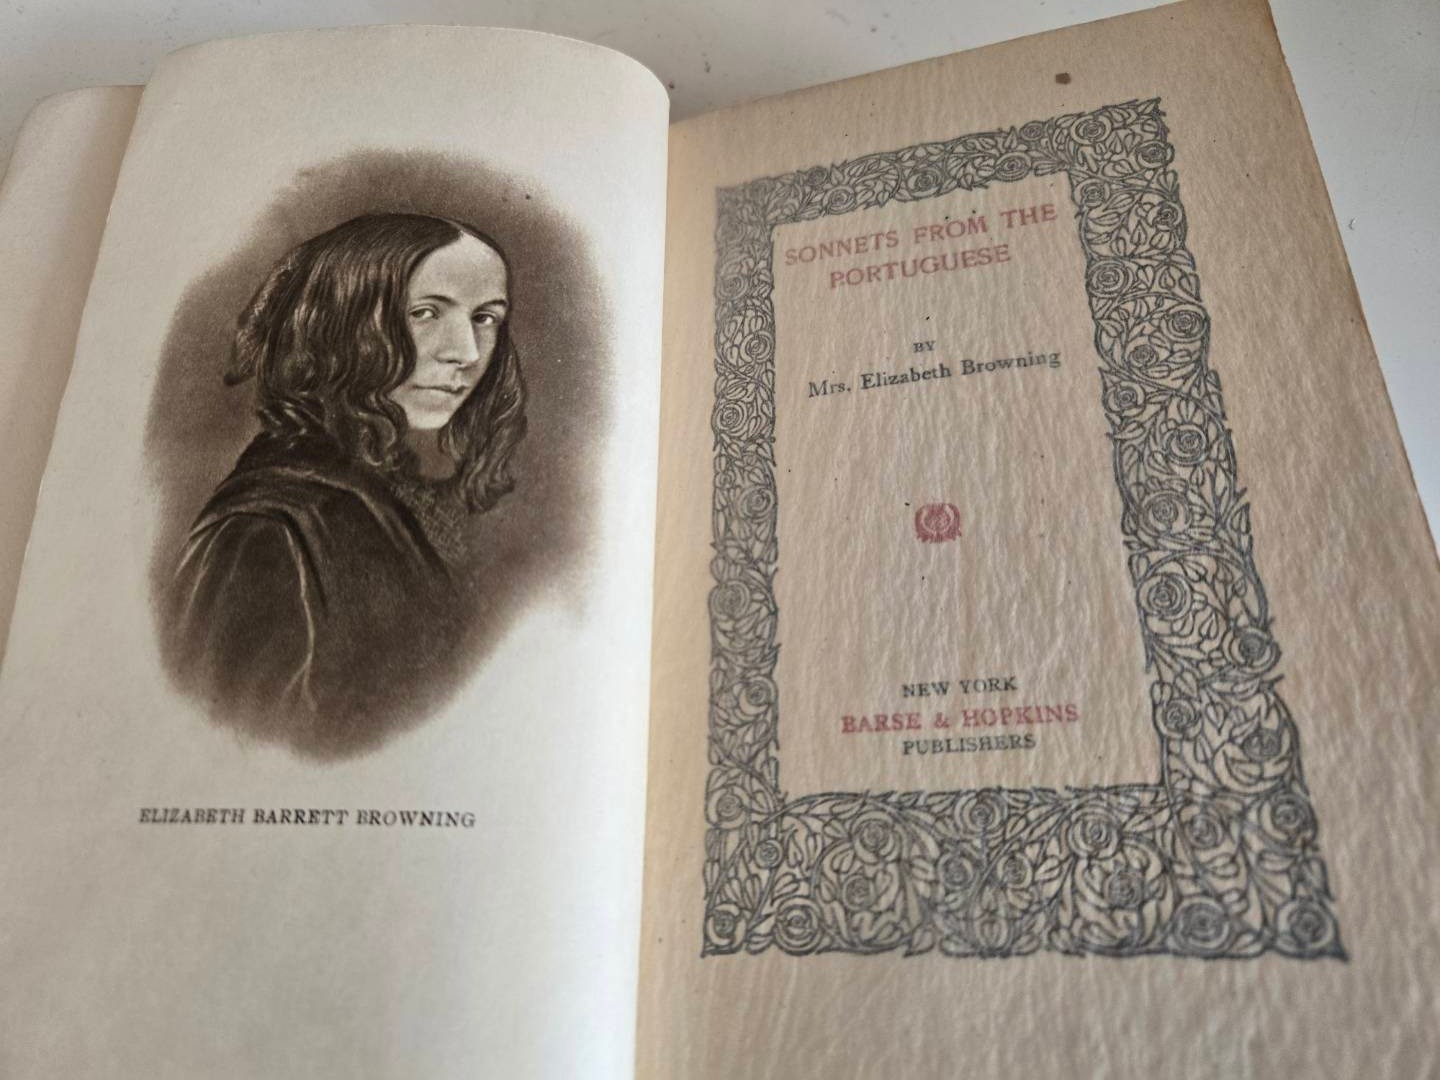 ELIZABETH BARRETT BROWNING
SONNETS FROM THE
PORTUGUESE
BY
Mrs. Elizabeth Browning
NEW YORK
BARSE & HOPKINS
PUBLISHERS